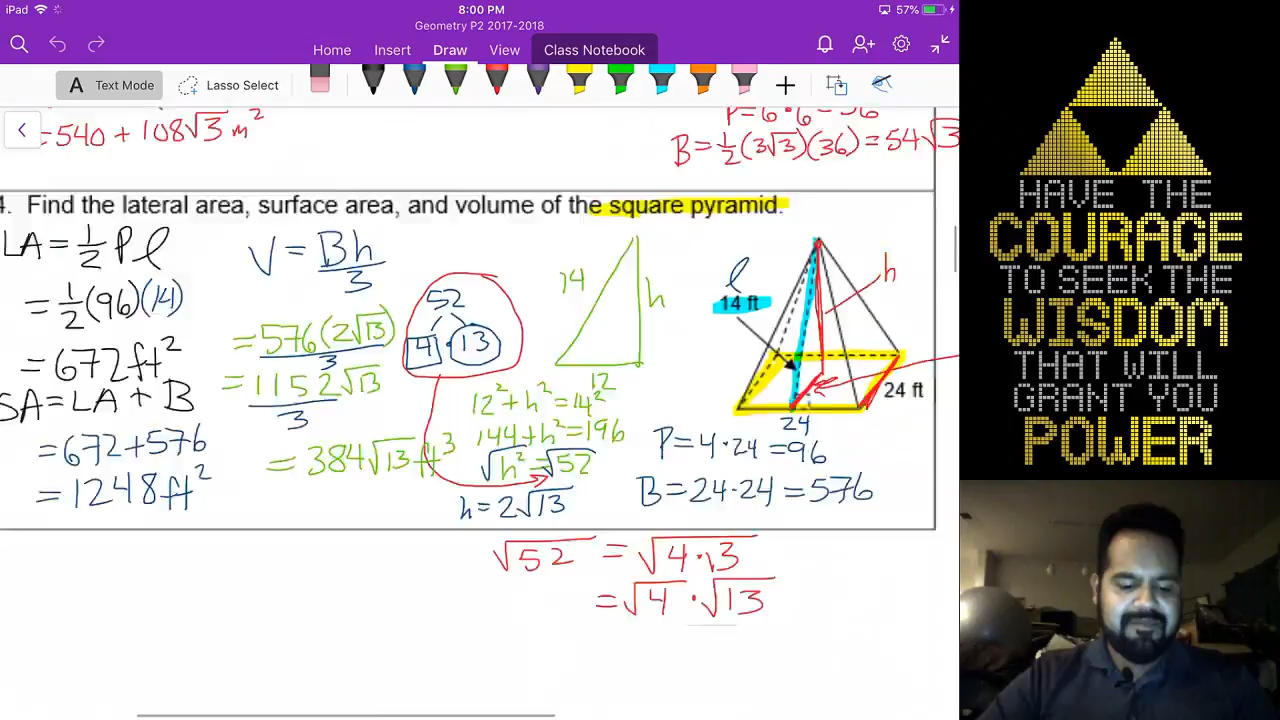 iPad 8:00 PM 57%
Geometry P2 2017-2018
Home Insert Draw View Class Notebook
A Text Mode Lasso Select +
= 540 + 108√3 m²
P = 6 · 6 = 36
B = ½(3√3)(36) = 54√3
4. Find the lateral area, surface area, and volume of the square pyramid.
LA = ½ Pl
= ½(96)(14)
= 672 ft²
SA = LA + B
= 672 + 576
= 1248 ft²
V = Bh/3
= 576(2√13)/3
= 1152√13/3
= 384√13 ft³
52
4 · 13
14
h
12
12² + h² = 14²
144 + h² = 196
√h² = √52
h = 2√13
l
14 ft
h
24 ft
24
P = 4 · 24 = 96
B = 24 · 24 = 576
√52 = √4·√3
= √4 · √13
HAVE THE
COURAGE
TO SEEK THE
WISDOM
THAT WILL
GRANT YOU
POWER